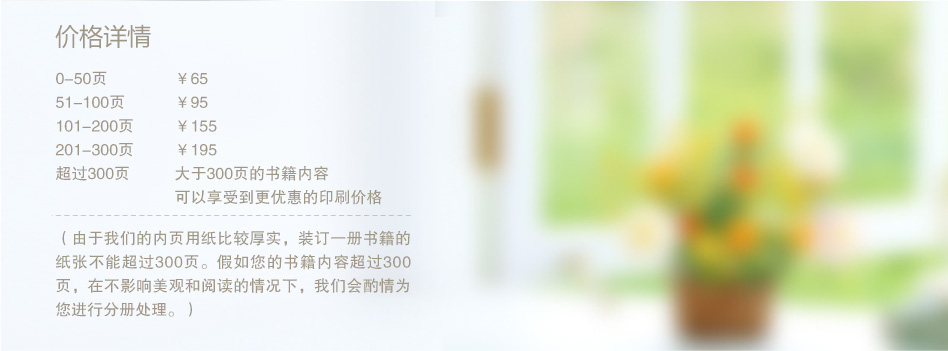 价格详情
0-50页 ￥65
51-100页 ￥95
101-200页 ￥155
201-300页 ￥195
超过300页 大于300页的书籍内容
可以享受到更优惠的印刷价格
（由于我们的内页用纸比较厚实，装订一册书籍的
纸张不能超过300页。假如您的书籍内容超过300
页，在不影响美观和阅读的情况下，我们会酌情为
您进行分册处理。）